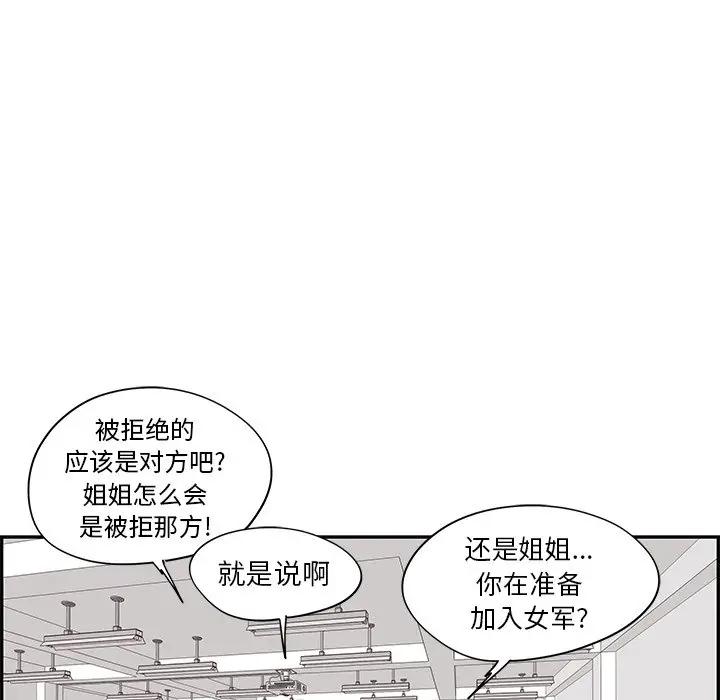 被拒绝的
应该是对方吧?
姐姐怎么会
是被拒那方!
就是说啊
还是姐姐...
你在准备
加入女军?